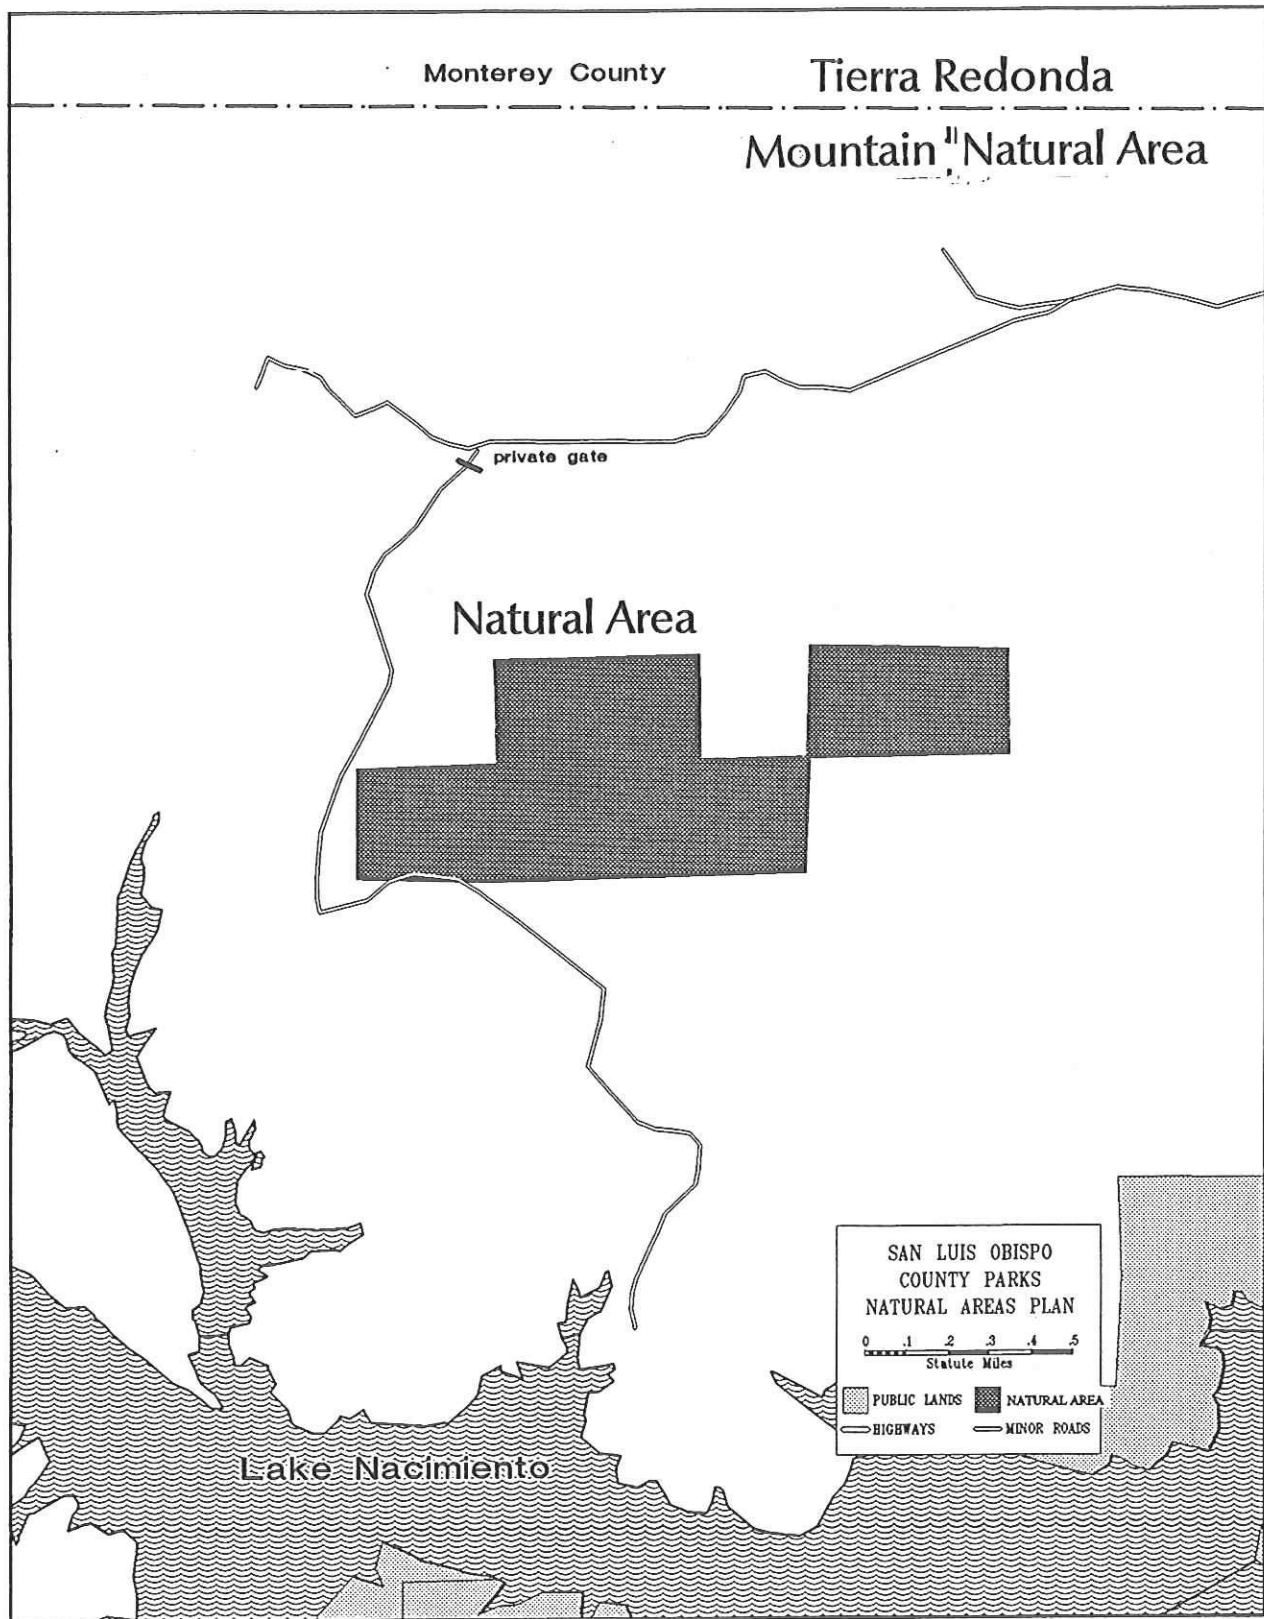 Monterey County
Tierra Redonda
Mountain Natural Area
private gate
Natural Area
SAN LUIS OBISPO
COUNTY PARKS
NATURAL AREAS PLAN
0 .1 .2 .3 .4 .5
Statute Miles
PUBLIC LANDS NATURAL AREA
HIGHWAYS MINOR ROADS
Lake Nacimiento